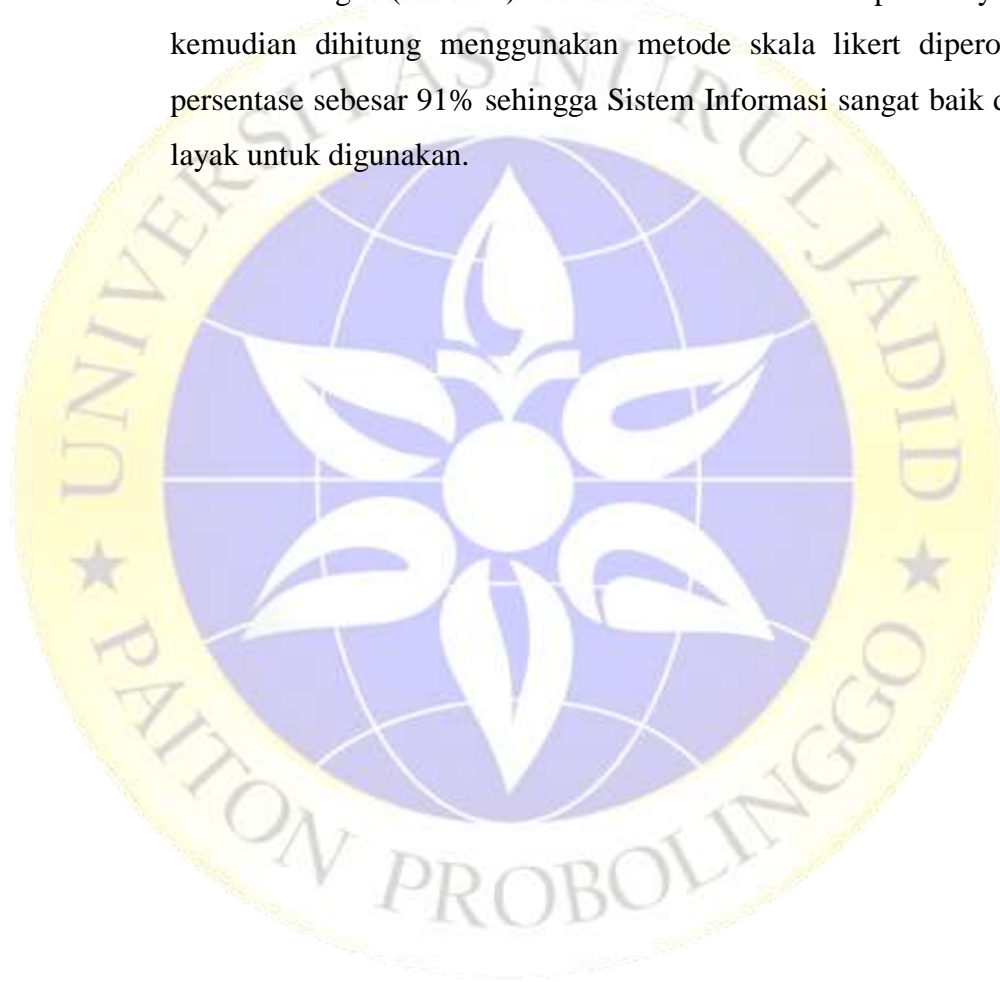 kemudian dihitung menggunakan metode skala likert
persentase sebesar 91% sehingga Sistem Informasi sangat baik
layak untuk digunakan.
UNIVERSITAS NURUL JADID
PAITON PROBOLINGGO